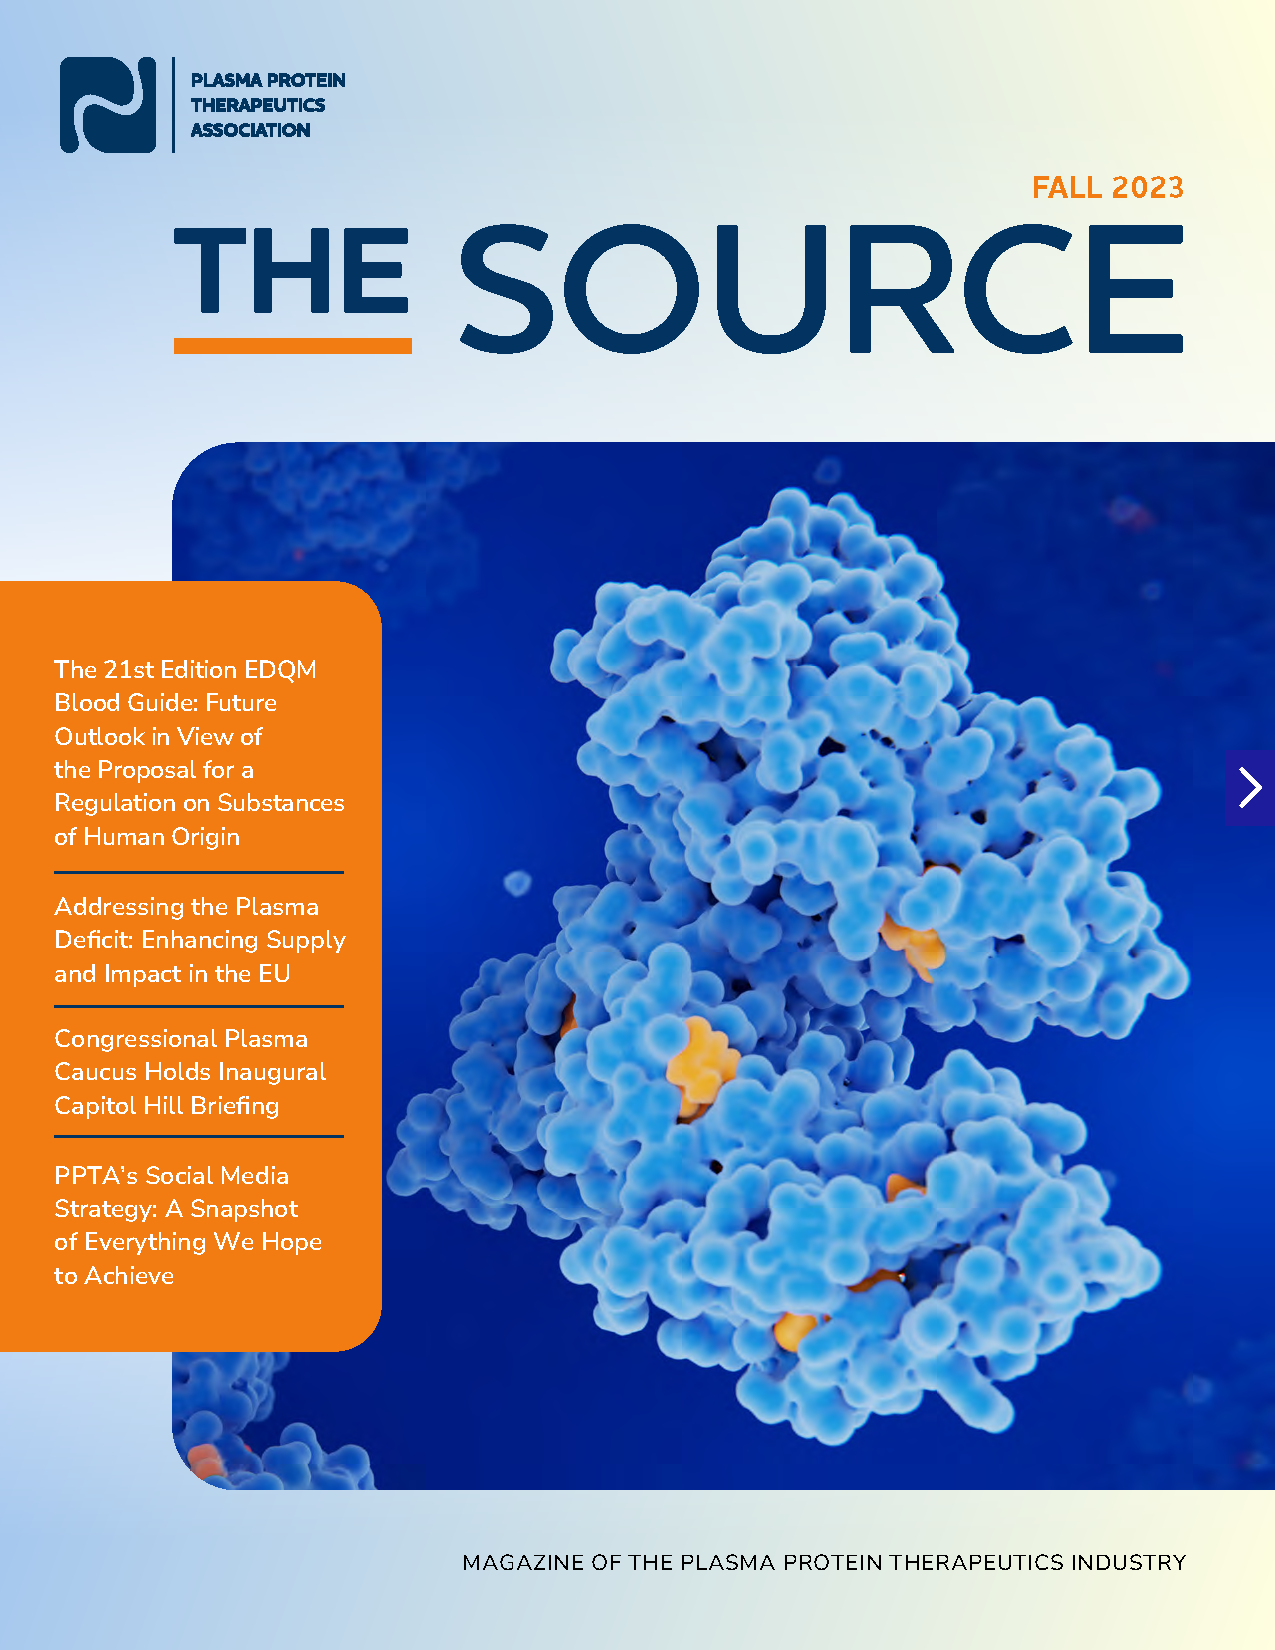 PLASMA PROTEIN
THERAPEUTICS
ASSOCIATION
FALL 2023
THE SOURCE
The 21st Edition EDQM
Blood Guide: Future
Outlook in View of
the Proposal for a
Regulation on Substances
of Human Origin
Addressing the Plasma
Deficit: Enhancing Supply
and Impact in the EU
Congressional Plasma
Caucus Holds Inaugural
Capitol Hill Briefing
PPTA's Social Media
Strategy: A Snapshot
of Everything We Hope
to Achieve
MAGAZINE OF THE PLASMA PROTEIN THERAPEUTICS INDUSTRY